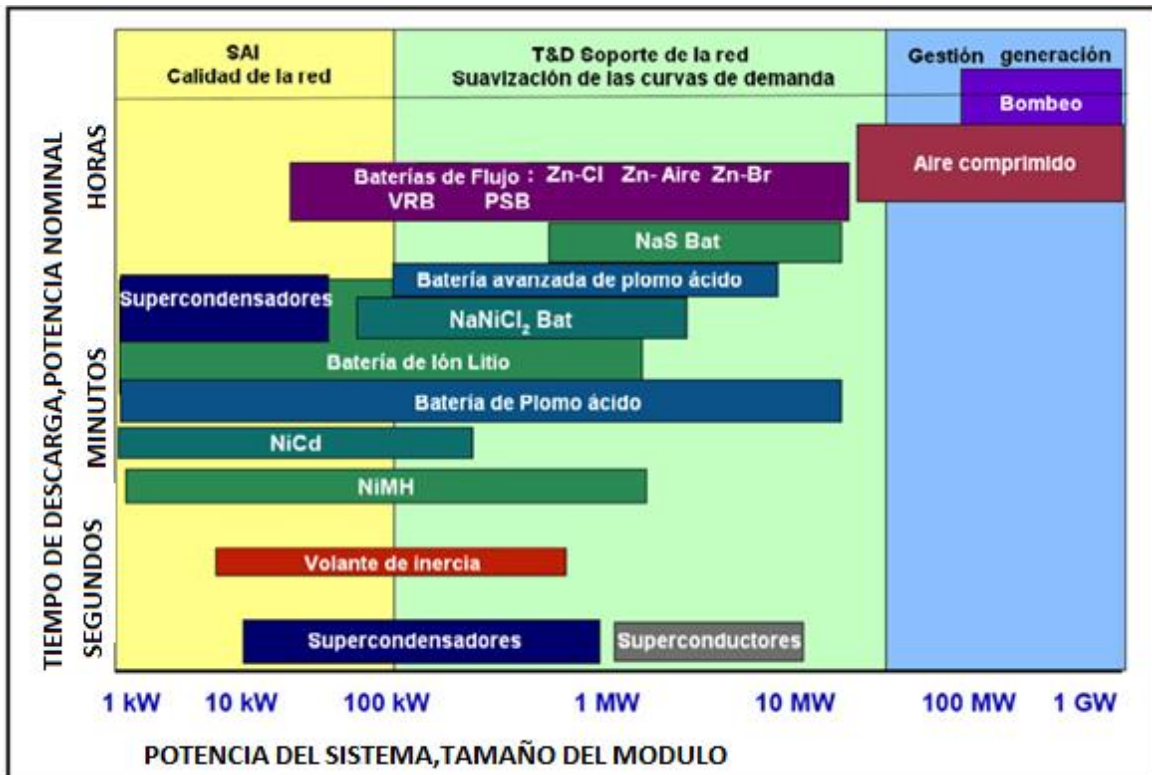 SAI
Calidad de la red
T&D Soporte de la red
Suavización de las curvas de demanda
Gestión generación
Bombeo
Aire comprimido
Baterías de Flujo : Zn-Cl Zn- Aire Zn-Br
VRB PSB
NaS Bat
Batería avanzada de plomo ácido
Supercondensadores
NaNiCl₂ Bat
Batería de Ión Litio
Batería de Plomo ácido
NiCd
NiMH
Volante de inercia
Supercondensadores
Superconductores
TIEMPO DE DESCARGA,POTENCIA NOMINAL
HORAS
MINUTOS
SEGUNDOS
1 kW 10 kW 100 kW 1 MW 10 MW 100 MW 1 GW
POTENCIA DEL SISTEMA,TAMAÑO DEL MODULO